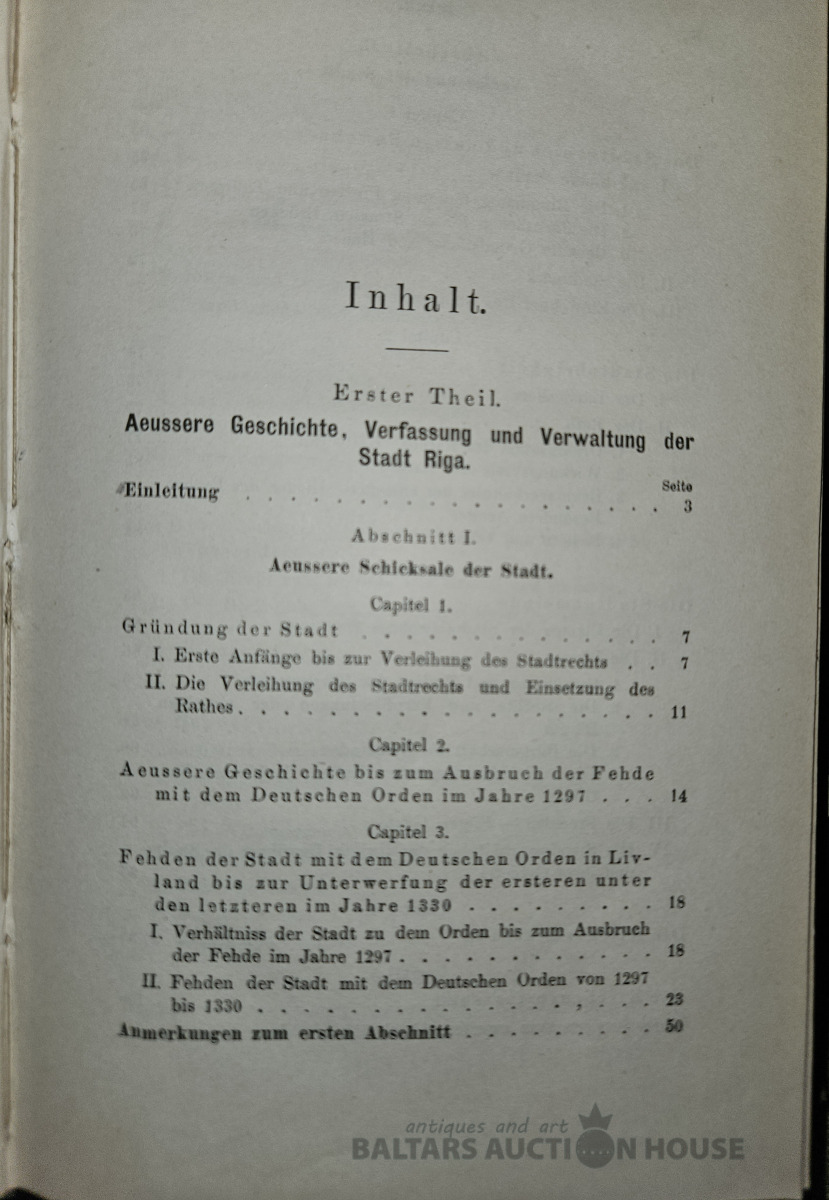 Inhalt.
Erster Theil.
Aeussere Geschichte, Verfassung und Verwaltung der
Stadt Riga.
Seite
Einleitung . . . . . . . . . . . . . . . . . . 3
Abschnitt I.
Aeussere Schicksale der Stadt.
Capitel 1.
Gründung der Stadt . . . . . . . . . . . . . 7
I. Erste Anfänge bis zur Verleihung des Stadtrechts . . 7
II. Die Verleihung des Stadtrechts und Einsetzung des
Rathes . . . . . . . . . . . . . . . . . 11
Capitel 2.
Aeussere Geschichte bis zum Ausbruch der Fehde
mit dem Deutschen Orden im Jahre 1297 . . . 14
Capitel 3.
Fehden der Stadt mit dem Deutschen Orden in Liv-
land bis zur Unterwerfung der ersteren unter
den letzteren im Jahre 1330 . . . . . . . . . 18
I. Verhältniss der Stadt zu dem Orden bis zum Ausbruch
der Fehde im Jahre 1297 . . . . . . . . . . . 18
II. Fehden der Stadt mit dem Deutschen Orden von 1297
bis 1330 . . . . . . . . . . . . . . . . 23
Anmerkungen zum ersten Abschnitt . . . . . . . . . 50
antiques and art
BALTARS AUCTION HOUSE